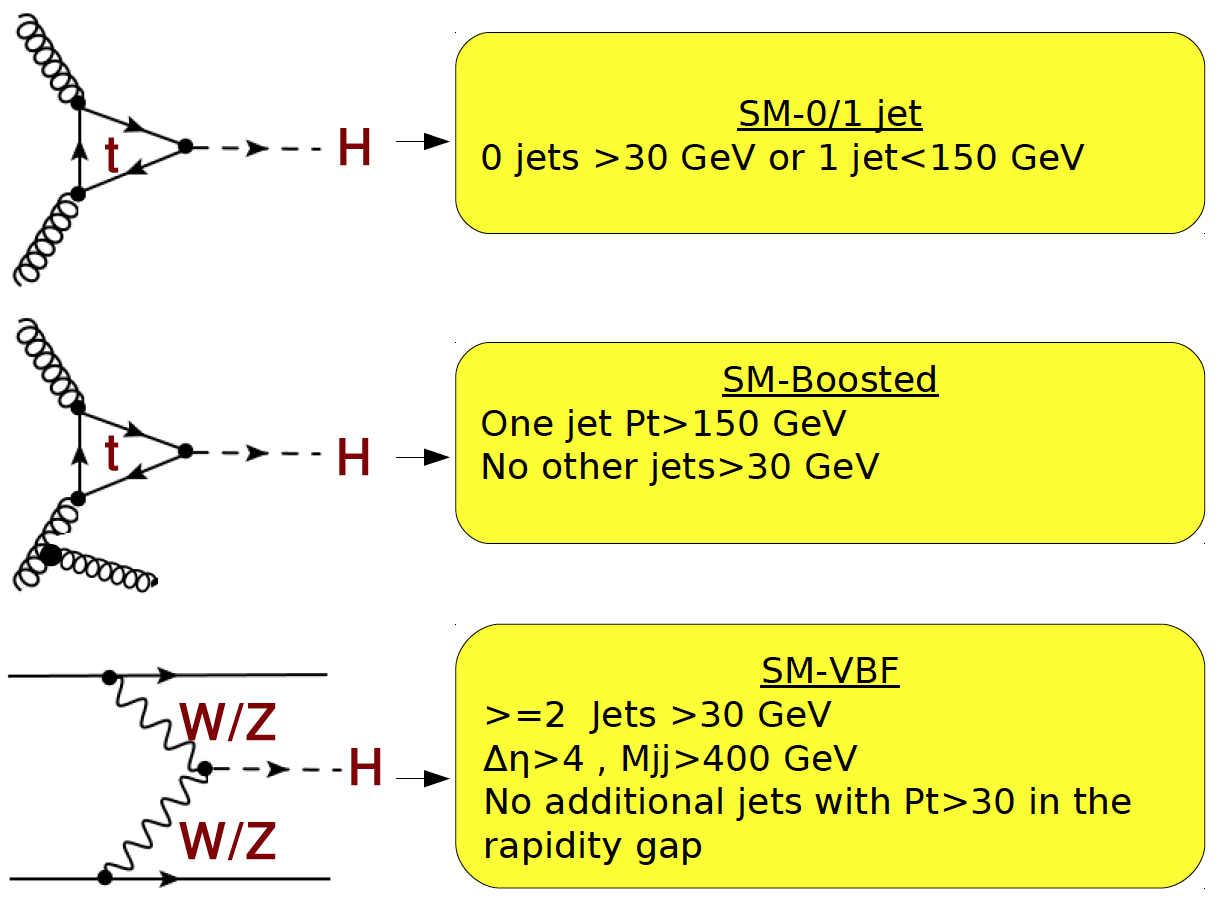 t
H
SM-0/1 jet
0 jets >30 GeV or 1 jet<150 GeV
t
H
SM-Boosted
One jet Pt>150 GeV
No other jets>30 GeV
W/Z
H
W/Z
SM-VBF
>=2  Jets >30 GeV
Δη>4 , Mjj>400 GeV
No additional jets with Pt>30 in the
rapidity gap